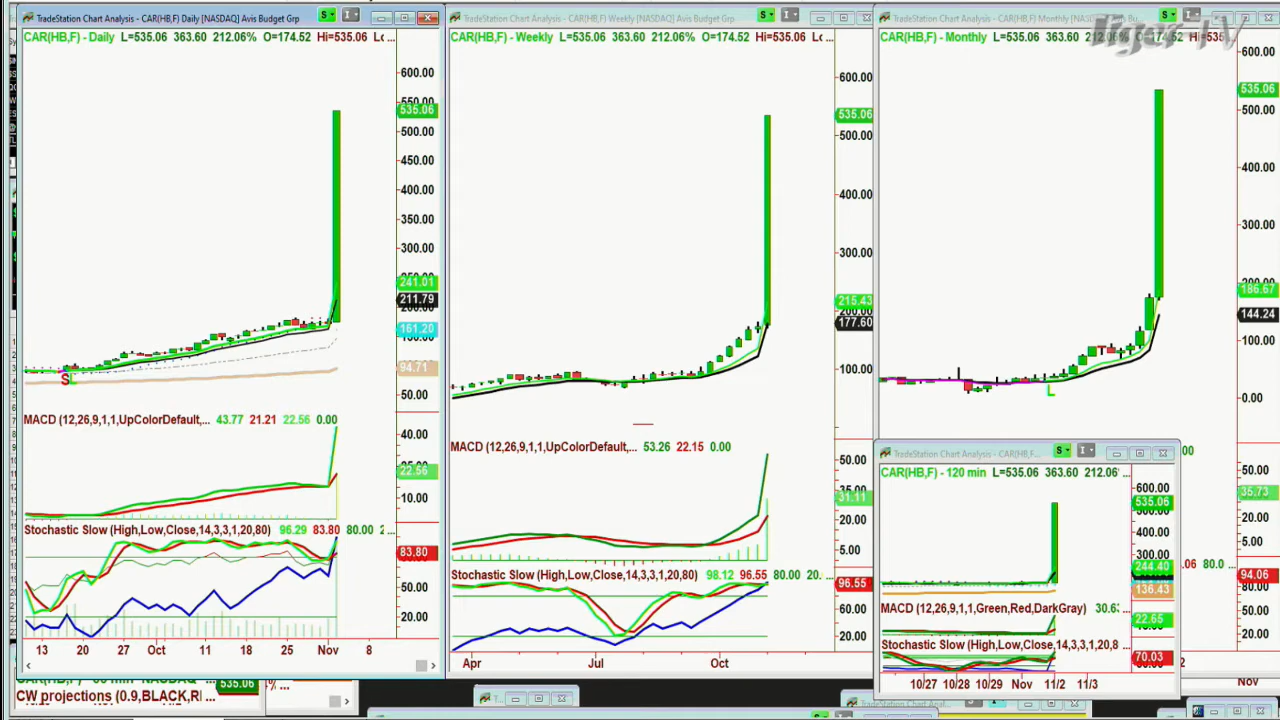 TradeStation Chart Analysis - CAR(HB,F) Daily [NASDAQ] Avis Budget Grp
S
I
CAR(HB,F) - Daily L=535.06 363.60 212.06% O=174.52 Hi=535.06 Lc...
600.00
550.00
535.06
500.00
450.00
400.00
350.00
300.00
241.01
211.79
161.20
94.71
50.00
SL
MACD (12,26,9,1,1,UpColorDefault,... 43.77 21.21 22.56 0.00
40.00
22.56
10.00
Stochastic Slow (High,Low,Close,14,3,3,1,20,80) 96.29 83.80 80.00 2...
83.80
50.00
20.00
13 20 27 Oct 11 18 25 Nov 8
TradeStation Chart Analysis - CAR(HB,F) Weekly [NASDAQ] Avis Budget Grp
S
I
CAR(HB,F) - Weekly L=535.06 363.60 212.06% O=174.52 Hi=535.06 Lc...
600.00
535.06
500.00
400.00
300.00
215.43
200.00
177.60
100.00
MACD (12,26,9,1,1,UpColorDefault,... 53.26 22.15 0.00
50.00
35.00
31.11
20.00
5.00
Stochastic Slow (High,Low,Close,14,3,3,1,20,80) 98.12 96.55 80.00 20...
96.55
60.00
20.00
Apr Jul Oct
TradeStation Chart Analysis - CAR(HB,F) Monthly
S
tigerTV
CAR(HB,F) - Monthly L=535.06 363.60 212.06% O=174.52 Hi=535...
600.00
535.06
500.00
400.00
300.00
186.67
144.24
100.00
0.00
L
50.00
35.73
20.00
94.06
80.00
60.00
20.00
Nov
TradeStation Chart Analysis - CAR(HB,F...
S
I
CAR(HB,F) - 120 min L=535.06 363.60 212.06
600.00
535.06
400.00
300.00
244.40
136.43
MACD (12,26,9,1,1,Green,Red,DarkGray) 30.6...
22.65
Stochastic Slow (High,Low,Close,14,3,3,1,20,8...
70.03
10/27 10/28 10/29 Nov 11/2 11/3
535.06
CW projections (0.9,BLACK,R...